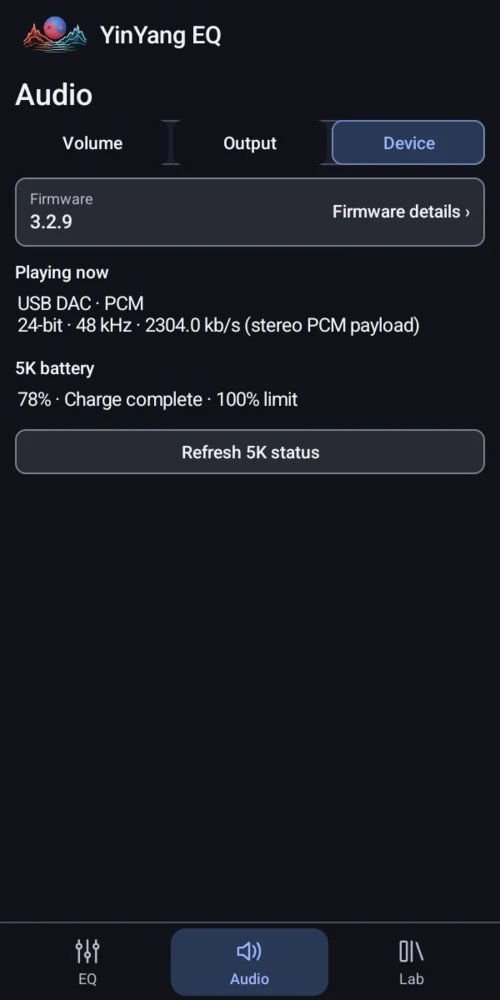 YinYang EQ
Audio
Volume
Output
Device
Firmware
3.2.9
Firmware details ›
Playing now
USB DAC · PCM
24-bit · 48 kHz · 2304.0 kb/s (stereo PCM payload)
5K battery
78% · Charge complete · 100% limit
Refresh 5K status
EQ
Audio
Lab